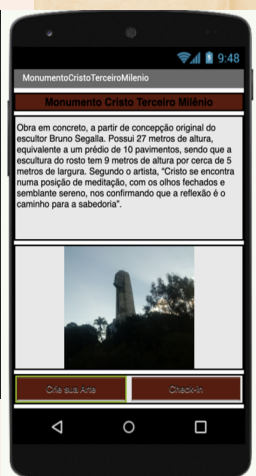 9:48
MonumentoCristoTerceiroMilenio
Monumento Cristo Terceiro Milênio
Obra em concreto, a partir de concepção original do
escultor Bruno Segalla. Possui 27 metros de altura,
equivalente a um prédio de 10 pavimentos, sendo que a
escultura do rosto tem 9 metros de altura por cerca de 5
metros de largura. Segundo o artista, “Cristo se encontra
numa posição de meditação, com os olhos fechados e
semblante sereno, nos confirmando que a reflexão é o
caminho para a sabedoria”.
Crie sua Arte
Check-in